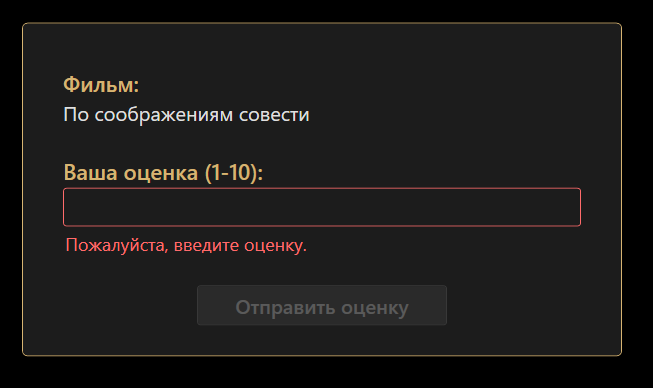 Фильм:
По соображениям совести
Ваша оценка (1-10):
Пожалуйста, введите оценку.
Отправить оценку